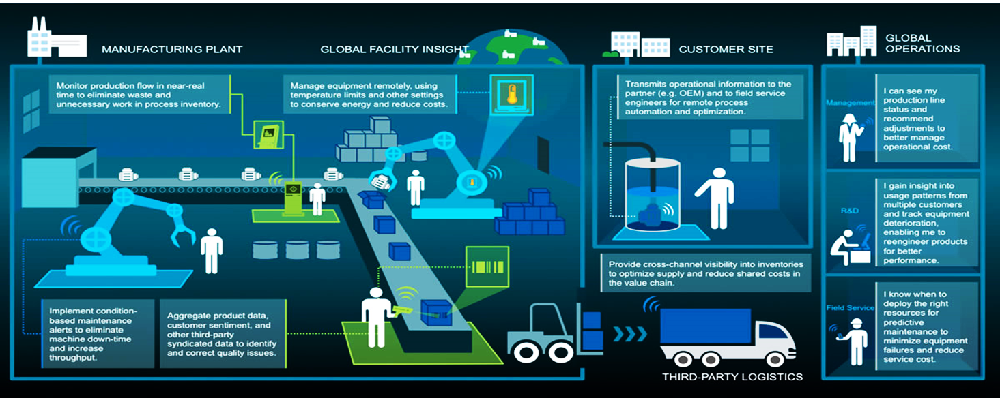 MANUFACTURING PLANT
GLOBAL FACILITY INSIGHT
CUSTOMER SITE
GLOBAL
OPERATIONS
Monitor production flow in near-real
time to eliminate waste and
unnecessary work in process inventory.
Manage equipment remotely, using
temperature limits and other settings
to conserve energy and reduce costs.
Transmits operational information to the
partner (e.g. OEM) and to field service
engineers for remote process
automation and optimization.
Management
I can see my
production line
status and
recommend
adjustments to
better manage
operational cost.
R&D
I gain insight into
usage patterns from
multiple customers
and track equipment
deterioration,
enabling me to
reengineer products
for better
performance.
Provide cross-channel visibility into inventories
to optimize supply and reduce shared costs in
the value chain.
Implement condition-
based maintenance
alerts to eliminate
machine down-time
and increase
throughput.
Aggregate product data,
customer sentiment, and
other third-party
syndicated data to identify
and correct quality issues.
Field Service
I know when to
deploy the right
resources for
predictive
maintenance to
minimize equipment
failures and reduce
service cost.
THIRD-PARTY LOGISTICS